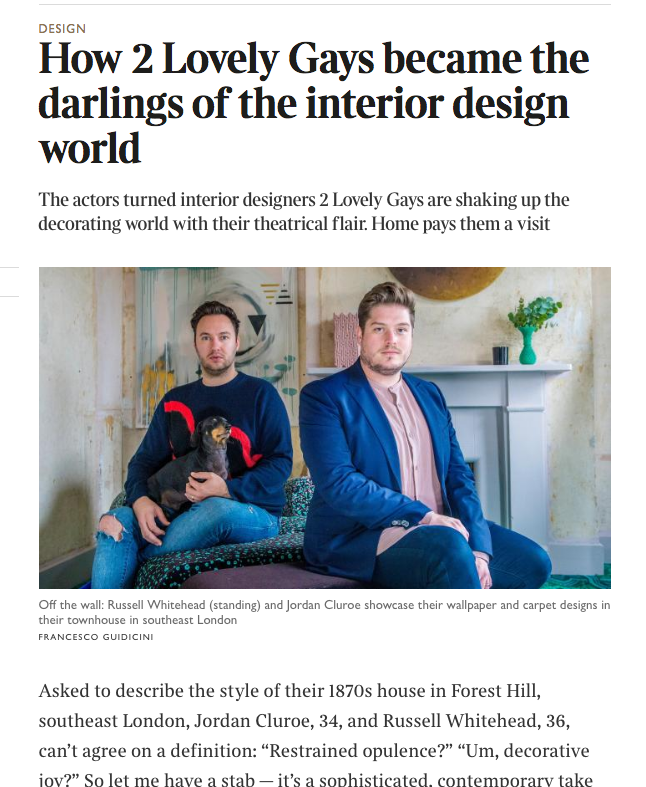 DESIGN
How 2 Lovely Gays became the
darlings of the interior design
world
The actors turned interior designers 2 Lovely Gays are shaking up the
decorating world with their theatrical flair. Home pays them a visit
Off the wall: Russell Whitehead (standing) and Jordan Cluroe showcase their wallpaper and carpet designs in
their townhouse in southeast London
FRANCESCO GUIDICINI
Asked to describe the style of their 1870s house in Forest Hill,
southeast London, Jordan Cluroe, 34, and Russell Whitehead, 36,
can’t agree on a definition: “Restrained opulence?” “Um, decorative
joy?” So let me have a stab — it’s a sophisticated, contemporary take